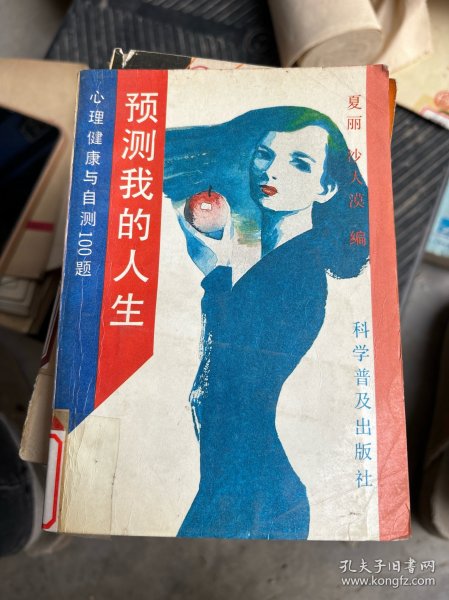 心理健康与自测100题
预测我的人生
夏丽 沙大漠 编
科学普及出版社
孔夫子旧书网
www.kongfz.com